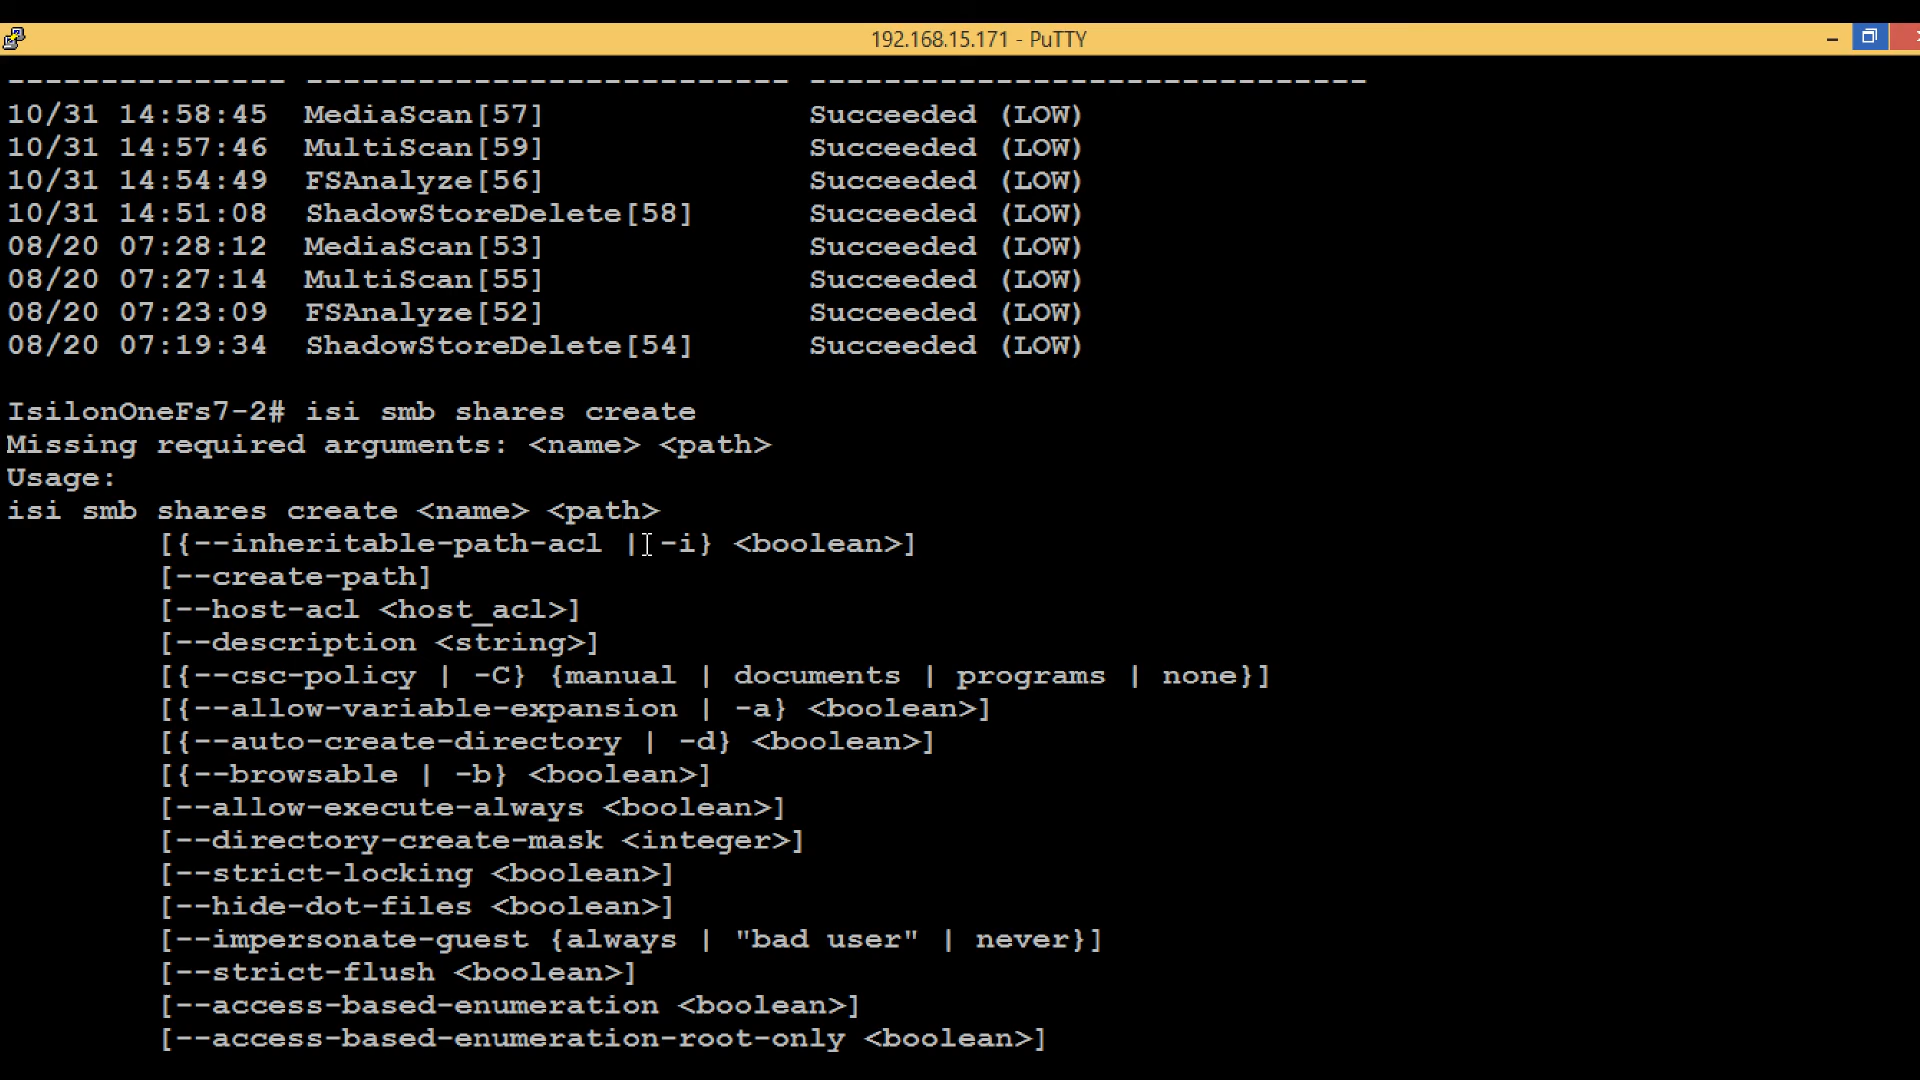 192.168.15.171 - PuTTY
--------------- -------------------------- ------------------------------
10/31 14:58:45  MediaScan[57]              Succeeded (LOW)
10/31 14:57:46  MultiScan[59]              Succeeded (LOW)
10/31 14:54:49  FSAnalyze[56]              Succeeded (LOW)
10/31 14:51:08  ShadowStoreDelete[58]      Succeeded (LOW)
08/20 07:28:12  MediaScan[53]              Succeeded (LOW)
08/20 07:27:14  MultiScan[55]              Succeeded (LOW)
08/20 07:23:09  FSAnalyze[52]              Succeeded (LOW)
08/20 07:19:34  ShadowStoreDelete[54]      Succeeded (LOW)
IsilonOneFs7-2# isi smb shares create
Missing required arguments: <name> <path>
Usage:
isi smb shares create <name> <path>
[{--inheritable-path-acl | -i} <boolean>]
[--create-path]
[--host-acl <host_acl>]
[--description <string>]
[{--csc-policy | -C} {manual | documents | programs | none}]
[{--allow-variable-expansion | -a} <boolean>]
[{--auto-create-directory | -d} <boolean>]
[{--browsable | -b} <boolean>]
[--allow-execute-always <boolean>]
[--directory-create-mask <integer>]
[--strict-locking <boolean>]
[--hide-dot-files <boolean>]
[--impersonate-guest {always | "bad user" | never}]
[--strict-flush <boolean>]
[--access-based-enumeration <boolean>]
[--access-based-enumeration-root-only <boolean>]